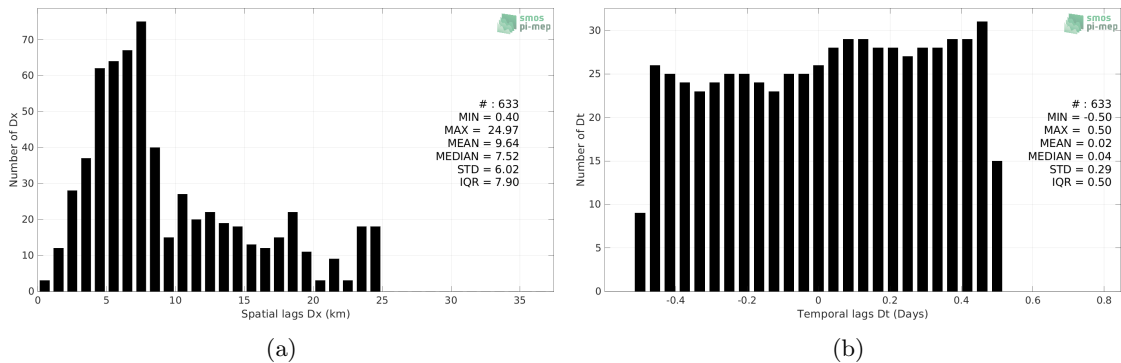 smos
pi-mep
70
60
50
40
30
20
10
0
Number of Dx
# : 633
MIN = 0.40
MAX = 24.97
MEAN = 9.64
MEDIAN = 7.52
STD = 6.02
IQR = 7.90
0 5 10 15 20 25 30 35
Spatial lags Dx (km)
(a)
smos
pi-mep
30
25
20
15
10
5
0
Number of Dt
# : 633
MIN = -0.50
MAX = 0.50
MEAN = 0.02
MEDIAN = 0.04
STD = 0.29
IQR = 0.50
-0.4 -0.2 0 0.2 0.4 0.6 0.8
Temporal lags Dt (Days)
(b)